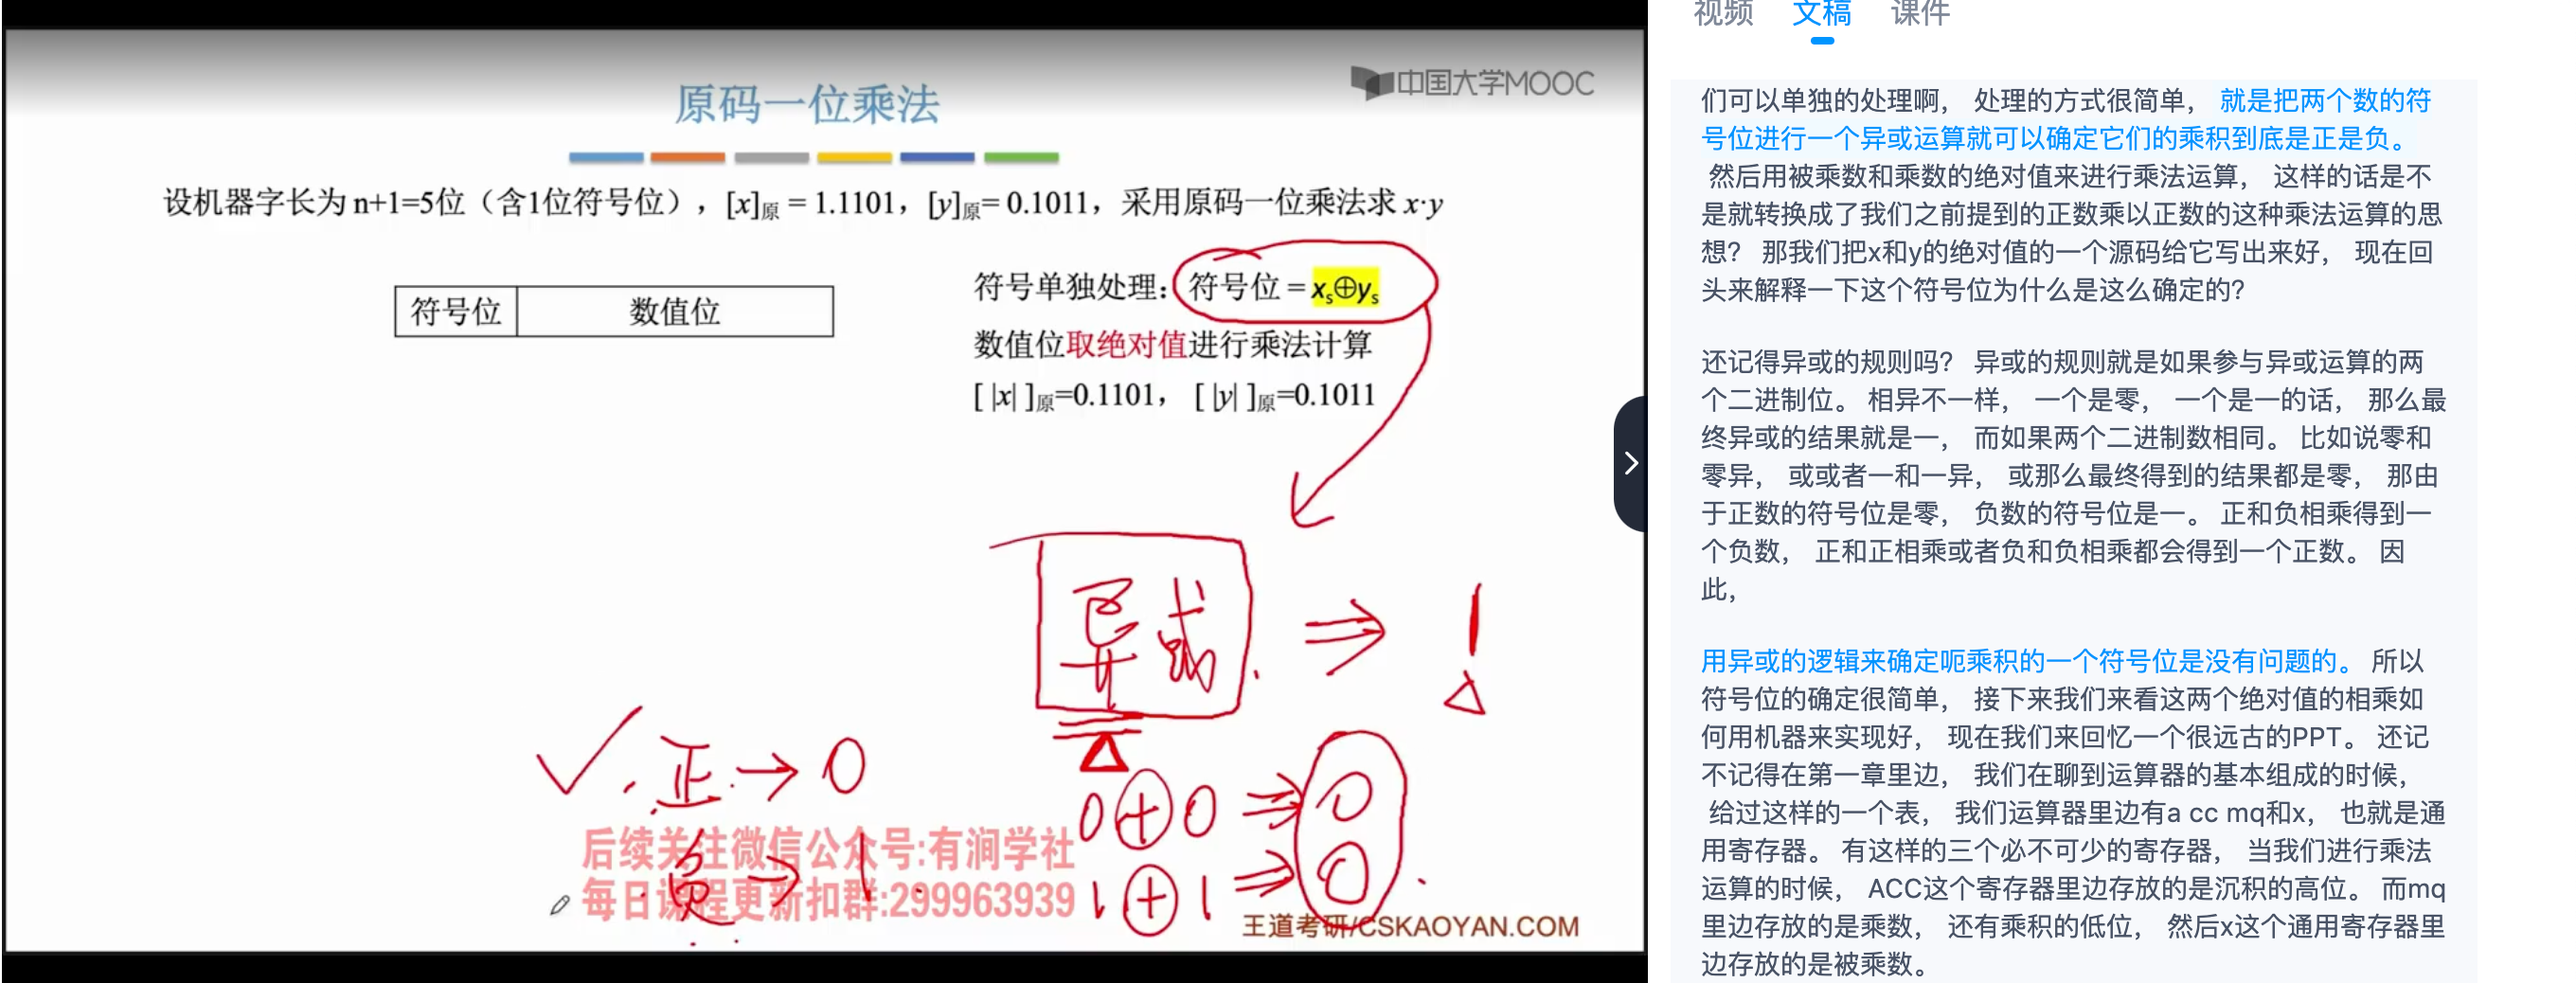 原码一位乘法
中国大学MOOC
设机器字长为 n+1=5位（含1位符号位），[x]原 = 1.1101，[y]原= 0.1011，采用原码一位乘法求 x·y
符号位 数值位
符号单独处理：符号位 = xs⊕ys
数值位取绝对值进行乘法计算
[ |x| ]原=0.1101， [ |y| ]原=0.1011
异或 ⇒ 1
正 → 0
负 → 1
0⊕0 ⇒ 0
1⊕1 ⇒ 0
后续关注微信公众号:有涧学社
每日课程更新扣群:299963939
王道考研/CSKAOYAN.COM
视频 文稿 课件
们可以单独的处理啊， 处理的方式很简单， 就是把两个数的符
号位进行一个异或运算就可以确定它们的乘积到底是正是负。
然后用被乘数和乘数的绝对值来进行乘法运算， 这样的话是不
是就转换成了我们之前提到的正数乘以正数的这种乘法运算的思
想？ 那我们把x和y的绝对值的一个源码给它写出来好， 现在回
头来解释一下这个符号位为什么是这么确定的？
还记得异或的规则吗？ 异或的规则就是如果参与异或运算的两
个二进制位。 相异不一样， 一个是零， 一个是一的话， 那么最
终异或的结果就是一， 而如果两个二进制数相同。 比如说零和
零异， 或或者一和一异， 或那么最终得到的结果都是零， 那由
于正数的符号位是零， 负数的符号位是一。 正和负相乘得到一
个负数， 正和正相乘或者负和负相乘都会得到一个正数。 因
此，
用异或的逻辑来确定呃乘积的一个符号位是没有问题的。 所以
符号位的确定很简单， 接下来我们来看这两个绝对值的相乘如
何用机器来实现好， 现在我们来回忆一个很远古的PPT。 还记
不记得在第一章里边， 我们在聊到运算器的基本组成的时候，
给过这样的一个表， 我们运算器里边有a cc mq和x， 也就是通
用寄存器。 有这样的三个必不可少的寄存器， 当我们进行乘法
运算的时候， ACC这个寄存器里边存放的是沉积的高位。 而mq
里边存放的是乘数， 还有乘积的低位， 然后x这个通用寄存器里
边存放的是被乘数。